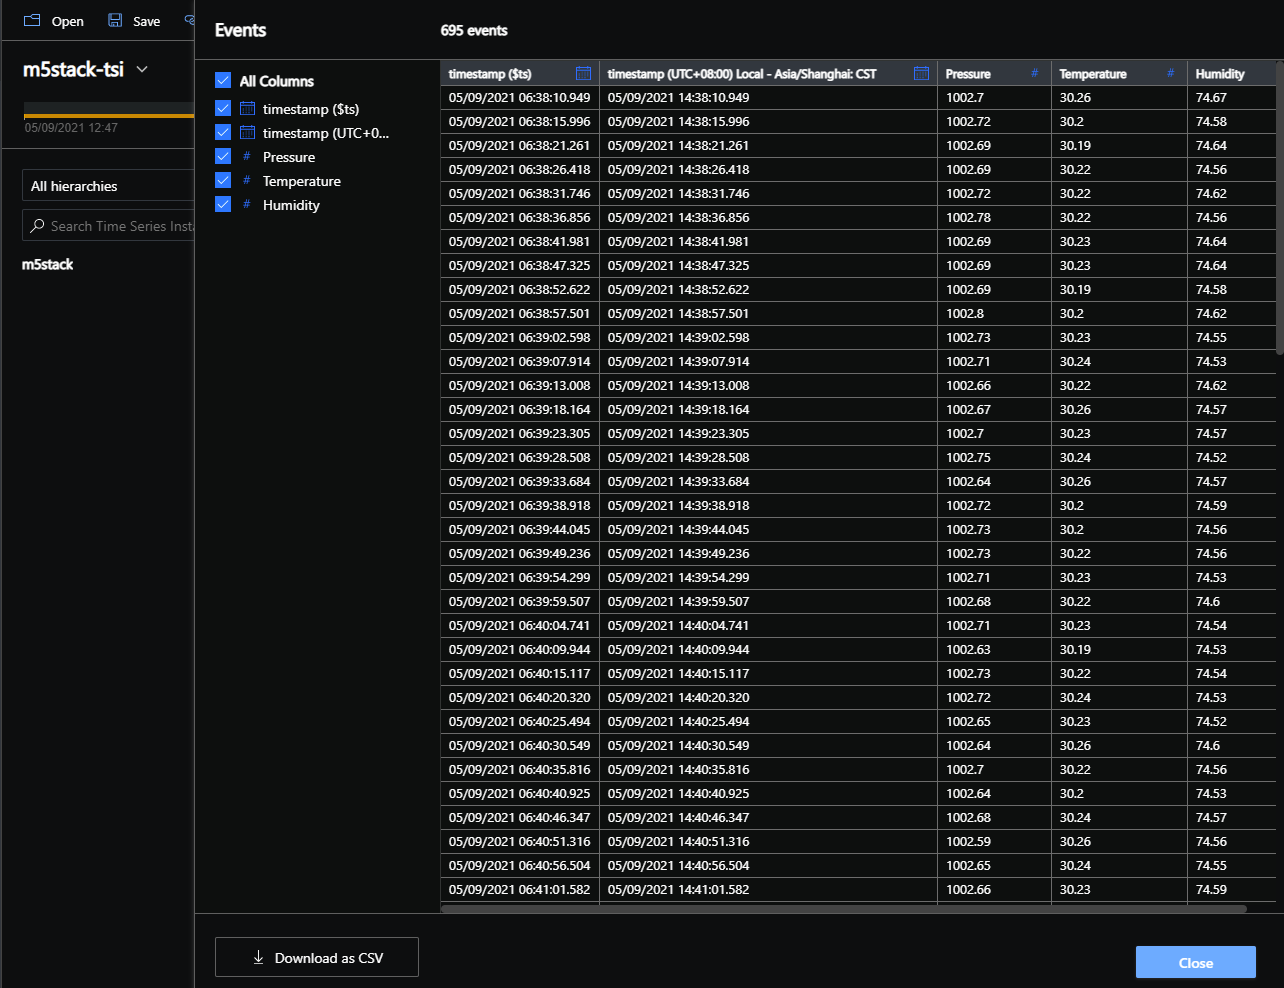 Open Save
m5stack-tsi
05/09/2021 12:47
All hierarchies
Search Time Series Insta
m5stack
Events
695 events
All Columns
timestamp ($ts)
timestamp (UTC+0...
# Pressure
# Temperature
# Humidity
timestamp ($ts) timestamp (UTC+08:00) Local - Asia/Shanghai: CST Pressure # Temperature # Humidity
05/09/2021 06:38:10.949 05/09/2021 14:38:10.949 1002.7 30.26 74.67
05/09/2021 06:38:15.996 05/09/2021 14:38:15.996 1002.72 30.2 74.58
05/09/2021 06:38:21.261 05/09/2021 14:38:21.261 1002.69 30.19 74.64
05/09/2021 06:38:26.418 05/09/2021 14:38:26.418 1002.69 30.22 74.56
05/09/2021 06:38:31.746 05/09/2021 14:38:31.746 1002.72 30.22 74.62
05/09/2021 06:38:36.856 05/09/2021 14:38:36.856 1002.78 30.22 74.56
05/09/2021 06:38:41.981 05/09/2021 14:38:41.981 1002.69 30.23 74.64
05/09/2021 06:38:47.325 05/09/2021 14:38:47.325 1002.69 30.23 74.64
05/09/2021 06:38:52.622 05/09/2021 14:38:52.622 1002.69 30.19 74.58
05/09/2021 06:38:57.501 05/09/2021 14:38:57.501 1002.8 30.2 74.62
05/09/2021 06:39:02.598 05/09/2021 14:39:02.598 1002.73 30.23 74.55
05/09/2021 06:39:07.914 05/09/2021 14:39:07.914 1002.71 30.24 74.53
05/09/2021 06:39:13.008 05/09/2021 14:39:13.008 1002.66 30.22 74.62
05/09/2021 06:39:18.164 05/09/2021 14:39:18.164 1002.67 30.26 74.57
05/09/2021 06:39:23.305 05/09/2021 14:39:23.305 1002.7 30.23 74.57
05/09/2021 06:39:28.508 05/09/2021 14:39:28.508 1002.75 30.24 74.52
05/09/2021 06:39:33.684 05/09/2021 14:39:33.684 1002.64 30.26 74.57
05/09/2021 06:39:38.918 05/09/2021 14:39:38.918 1002.72 30.2 74.59
05/09/2021 06:39:44.045 05/09/2021 14:39:44.045 1002.73 30.2 74.56
05/09/2021 06:39:49.236 05/09/2021 14:39:49.236 1002.73 30.22 74.56
05/09/2021 06:39:54.299 05/09/2021 14:39:54.299 1002.71 30.23 74.53
05/09/2021 06:39:59.507 05/09/2021 14:39:59.507 1002.68 30.22 74.6
05/09/2021 06:40:04.741 05/09/2021 14:40:04.741 1002.71 30.23 74.54
05/09/2021 06:40:09.944 05/09/2021 14:40:09.944 1002.63 30.19 74.53
05/09/2021 06:40:15.117 05/09/2021 14:40:15.117 1002.73 30.22 74.54
05/09/2021 06:40:20.320 05/09/2021 14:40:20.320 1002.72 30.24 74.53
05/09/2021 06:40:25.494 05/09/2021 14:40:25.494 1002.65 30.23 74.52
05/09/2021 06:40:30.549 05/09/2021 14:40:30.549 1002.64 30.26 74.6
05/09/2021 06:40:35.816 05/09/2021 14:40:35.816 1002.7 30.22 74.56
05/09/2021 06:40:40.925 05/09/2021 14:40:40.925 1002.64 30.2 74.53
05/09/2021 06:40:46.347 05/09/2021 14:40:46.347 1002.68 30.24 74.57
05/09/2021 06:40:51.316 05/09/2021 14:40:51.316 1002.59 30.26 74.56
05/09/2021 06:40:56.504 05/09/2021 14:40:56.504 1002.65 30.24 74.55
05/09/2021 06:41:01.582 05/09/2021 14:41:01.582 1002.66 30.23 74.59
Download as CSV
Close